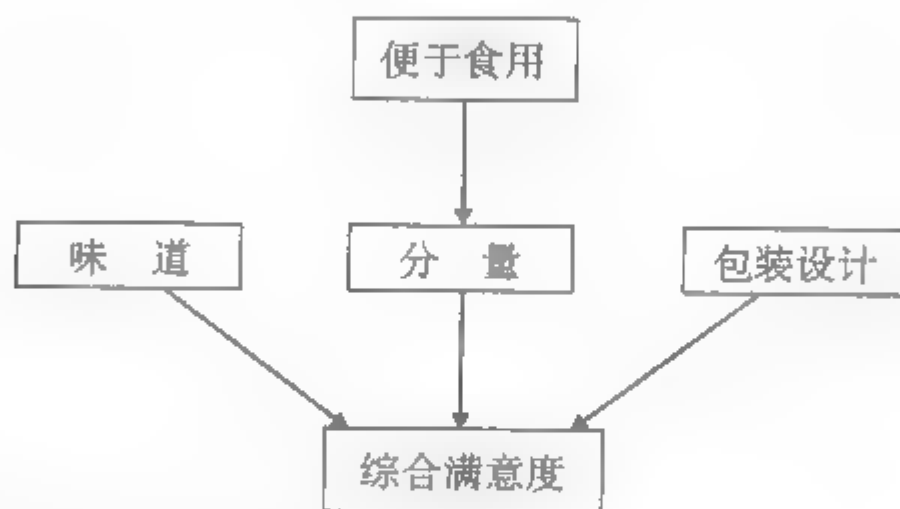 便于食用
味 道
分 量
包装设计
综合满意度